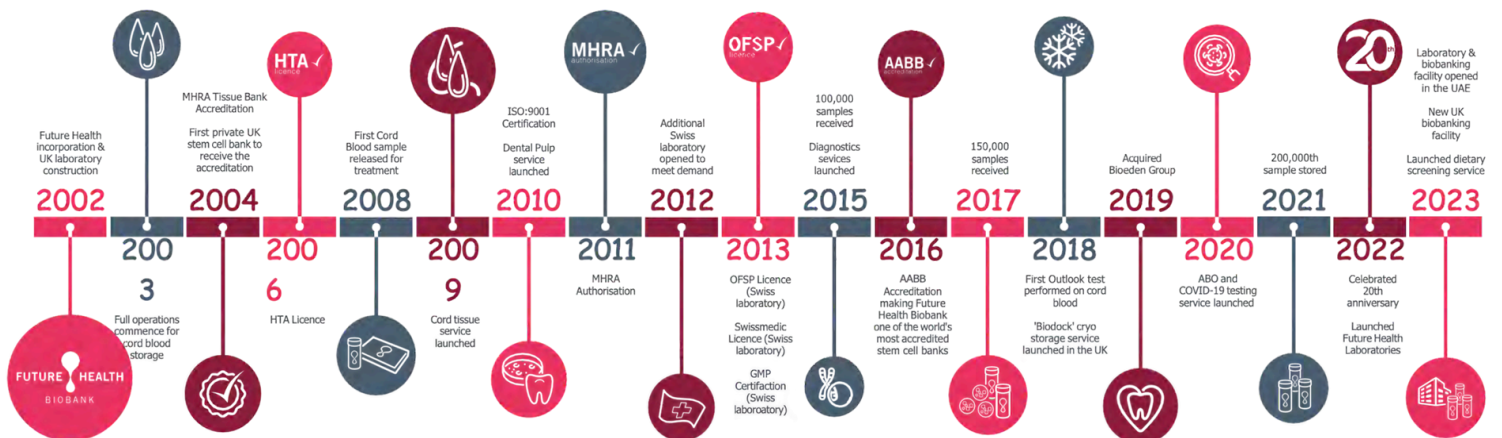 Future Health
incorporation &
UK laboratory
construction
2002
FUTURE HEALTH
BIOBANK
200
3
Full operations
commence for
cord blood
storage
MHRA Tissue Bank
Accreditation
First private UK
stem cell bank to
receive the
accreditation
2004
HTA
licence
200
6
HTA Licence
First Cord
Blood sample
released for
treatment
2008
200
9
Cord tissue
service
launched
ISO:9001
Certification
Dental Pulp
service
launched
2010
MHRA
authorisation
2011
MHRA
Authorisation
Additional
Swiss
laboratory
opened to
meet demand
2012
OFSP
licence
2013
OFSP Licence
(Swiss
laboratory)
Swissmedic
Licence (Swiss
laboratory)
GMP
Certifaction
(Swiss
laboroatory)
100,000
samples
received
Diagnostics
sevices
launched
2015
AABB
accreditation
2016
AABB
Accreditation
making Future
Health Biobank
one of the world's
most accredited
stem cell banks
150,000
samples
received
2017
2018
First Outlook test
performed on cord
blood
'Biodock' cryo
storage service
launched in the UK
Acquired
Bioeden Group
2019
2020
ABO and
COVID-19 testing
service launched
200,000th
sample stored
2021
20th
2022
Celebrated
20th
anniversary
Launched
Future Health
Laboratories
Laboratory &
biobanking
facility opened
in the UAE
New UK
biobanking
facility
Launched dietary
screening service
2023